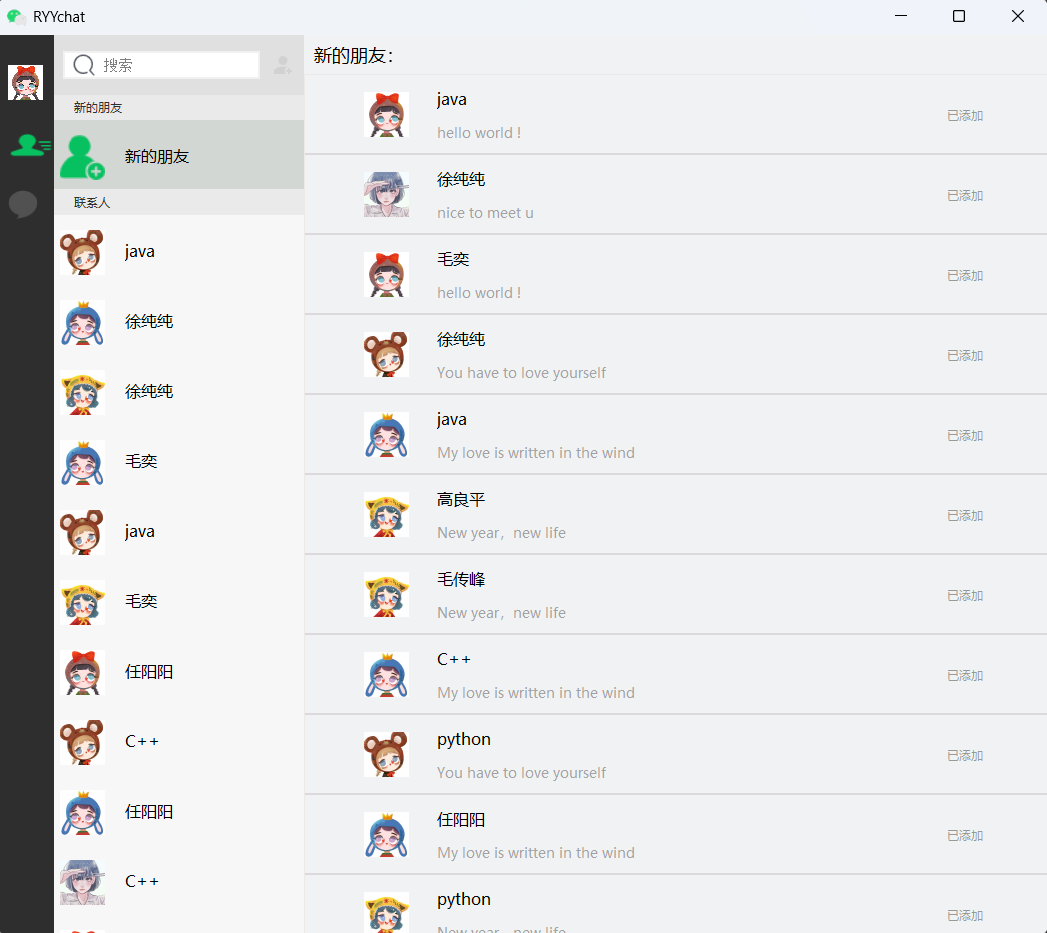 RYYchat
搜索
新的朋友
新的朋友
联系人
java
徐纯纯
徐纯纯
毛奕
java
毛奕
任阳阳
C++
任阳阳
C++
新的朋友：
java
hello world !
已添加
徐纯纯
nice to meet u
已添加
毛奕
hello world !
已添加
徐纯纯
You have to love yourself
已添加
java
My love is written in the wind
已添加
高良平
New year，new life
已添加
毛传峰
New year，new life
已添加
C++
My love is written in the wind
已添加
python
You have to love yourself
已添加
任阳阳
My love is written in the wind
已添加
python
New year，new life
已添加